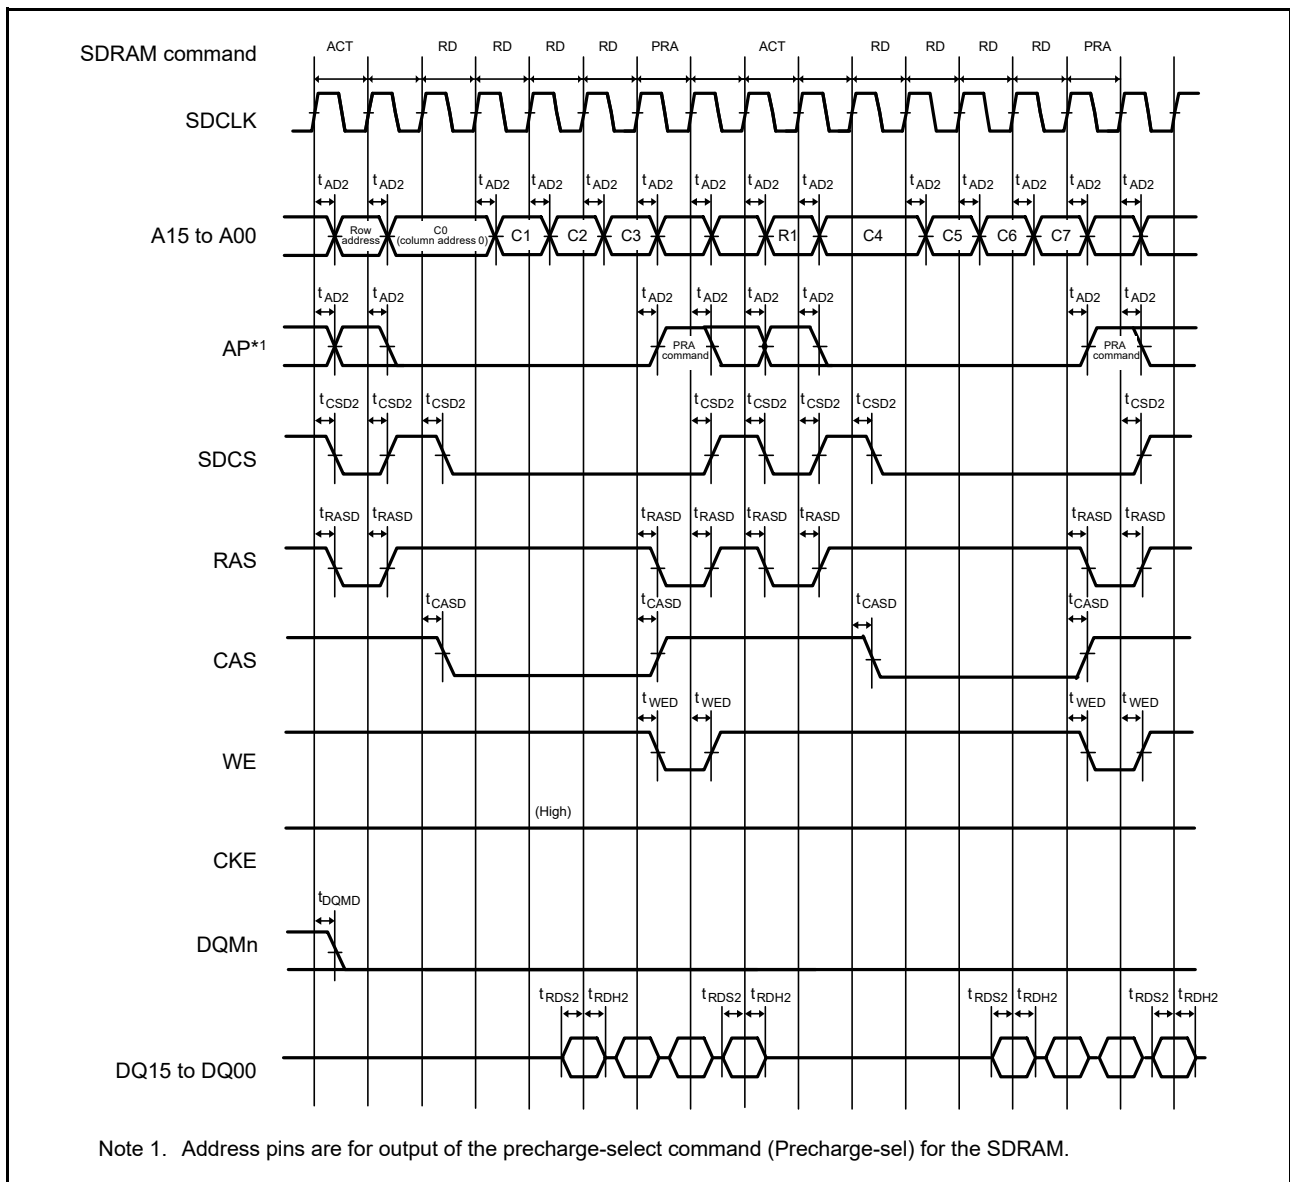 SDRAM command ACT RD RD RD RD PRA ACT RD RD RD RD PRA
SDCLK
tAD2 tAD2 tAD2 tAD2 tAD2 tAD2 tAD2 tAD2 tAD2 tAD2 tAD2 tAD2 tAD2
A15 to A00 Row address C0 (column address 0) C1 C2 C3 R1 C4 C5 C6 C7
tAD2 tAD2 tAD2 tAD2 tAD2 tAD2 tAD2 tAD2
AP*1 PRA command PRA command
tCSD2 tCSD2 tCSD2 tCSD2 tCSD2 tCSD2 tCSD2 tCSD2
SDCS
tRASD tRASD tRASD tRASD tRASD tRASD tRASD tRASD
RAS
tCASD tCASD tCASD tCASD
CAS
tWED tWED tWED tWED
WE
(High)
CKE
tDQMD
DQMn
tRDS2 tRDH2 tRDS2 tRDH2 tRDS2 tRDH2 tRDS2 tRDH2
DQ15 to DQ00
Note 1. Address pins are for output of the precharge-select command (Precharge-sel) for the SDRAM.